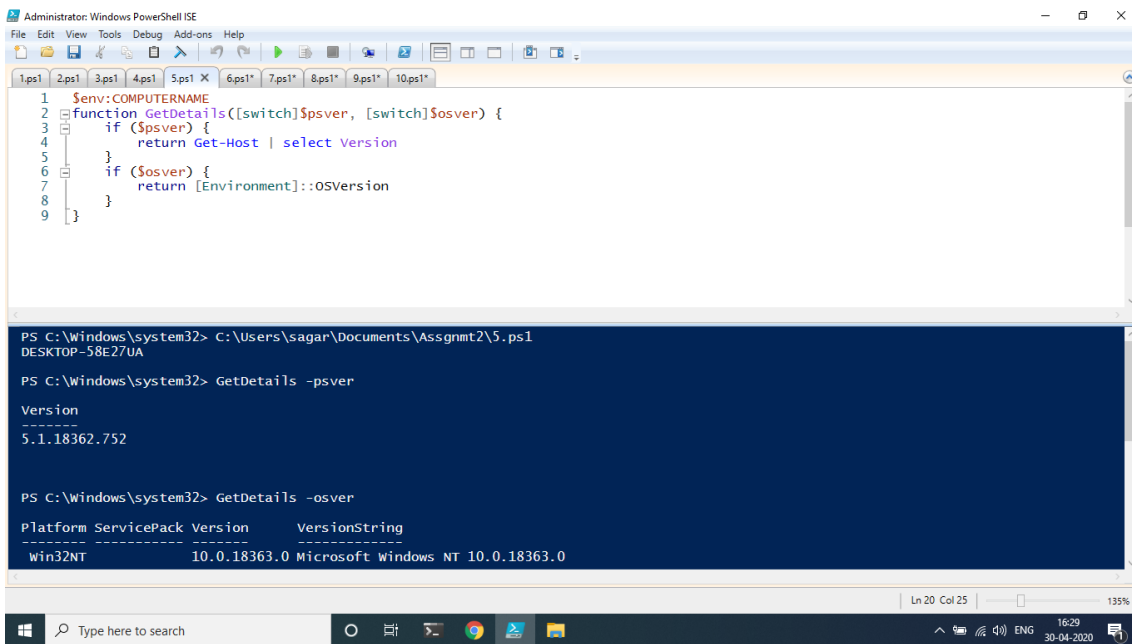 Administrator: Windows PowerShell ISE
File Edit View Tools Debug Add-ons Help
1.ps1 2.ps1 3.ps1 4.ps1 5.ps1 X 6.ps1* 7.ps1* 8.ps1* 9.ps1* 10.ps1*
1 $env:COMPUTERNAME
2 function GetDetails([switch]$psver, [switch]$osver) {
3 if ($psver) {
4 return Get-Host | select Version
5 }
6 if ($osver) {
7 return [Environment]::OSVersion
8 }
9 }
PS C:\Windows\system32> C:\Users\sagar\Documents\Assgnmt2\5.ps1
DESKTOP-58E27UA
PS C:\Windows\system32> GetDetails -psver
Version
-------
5.1.18362.752
PS C:\Windows\system32> GetDetails -osver
Platform ServicePack Version VersionString
-------- ----------- ------- -------------
Win32NT 10.0.18363.0 Microsoft Windows NT 10.0.18363.0
Ln 20 Col 25 135%
Type here to search
ENG
16:29
30-04-2020